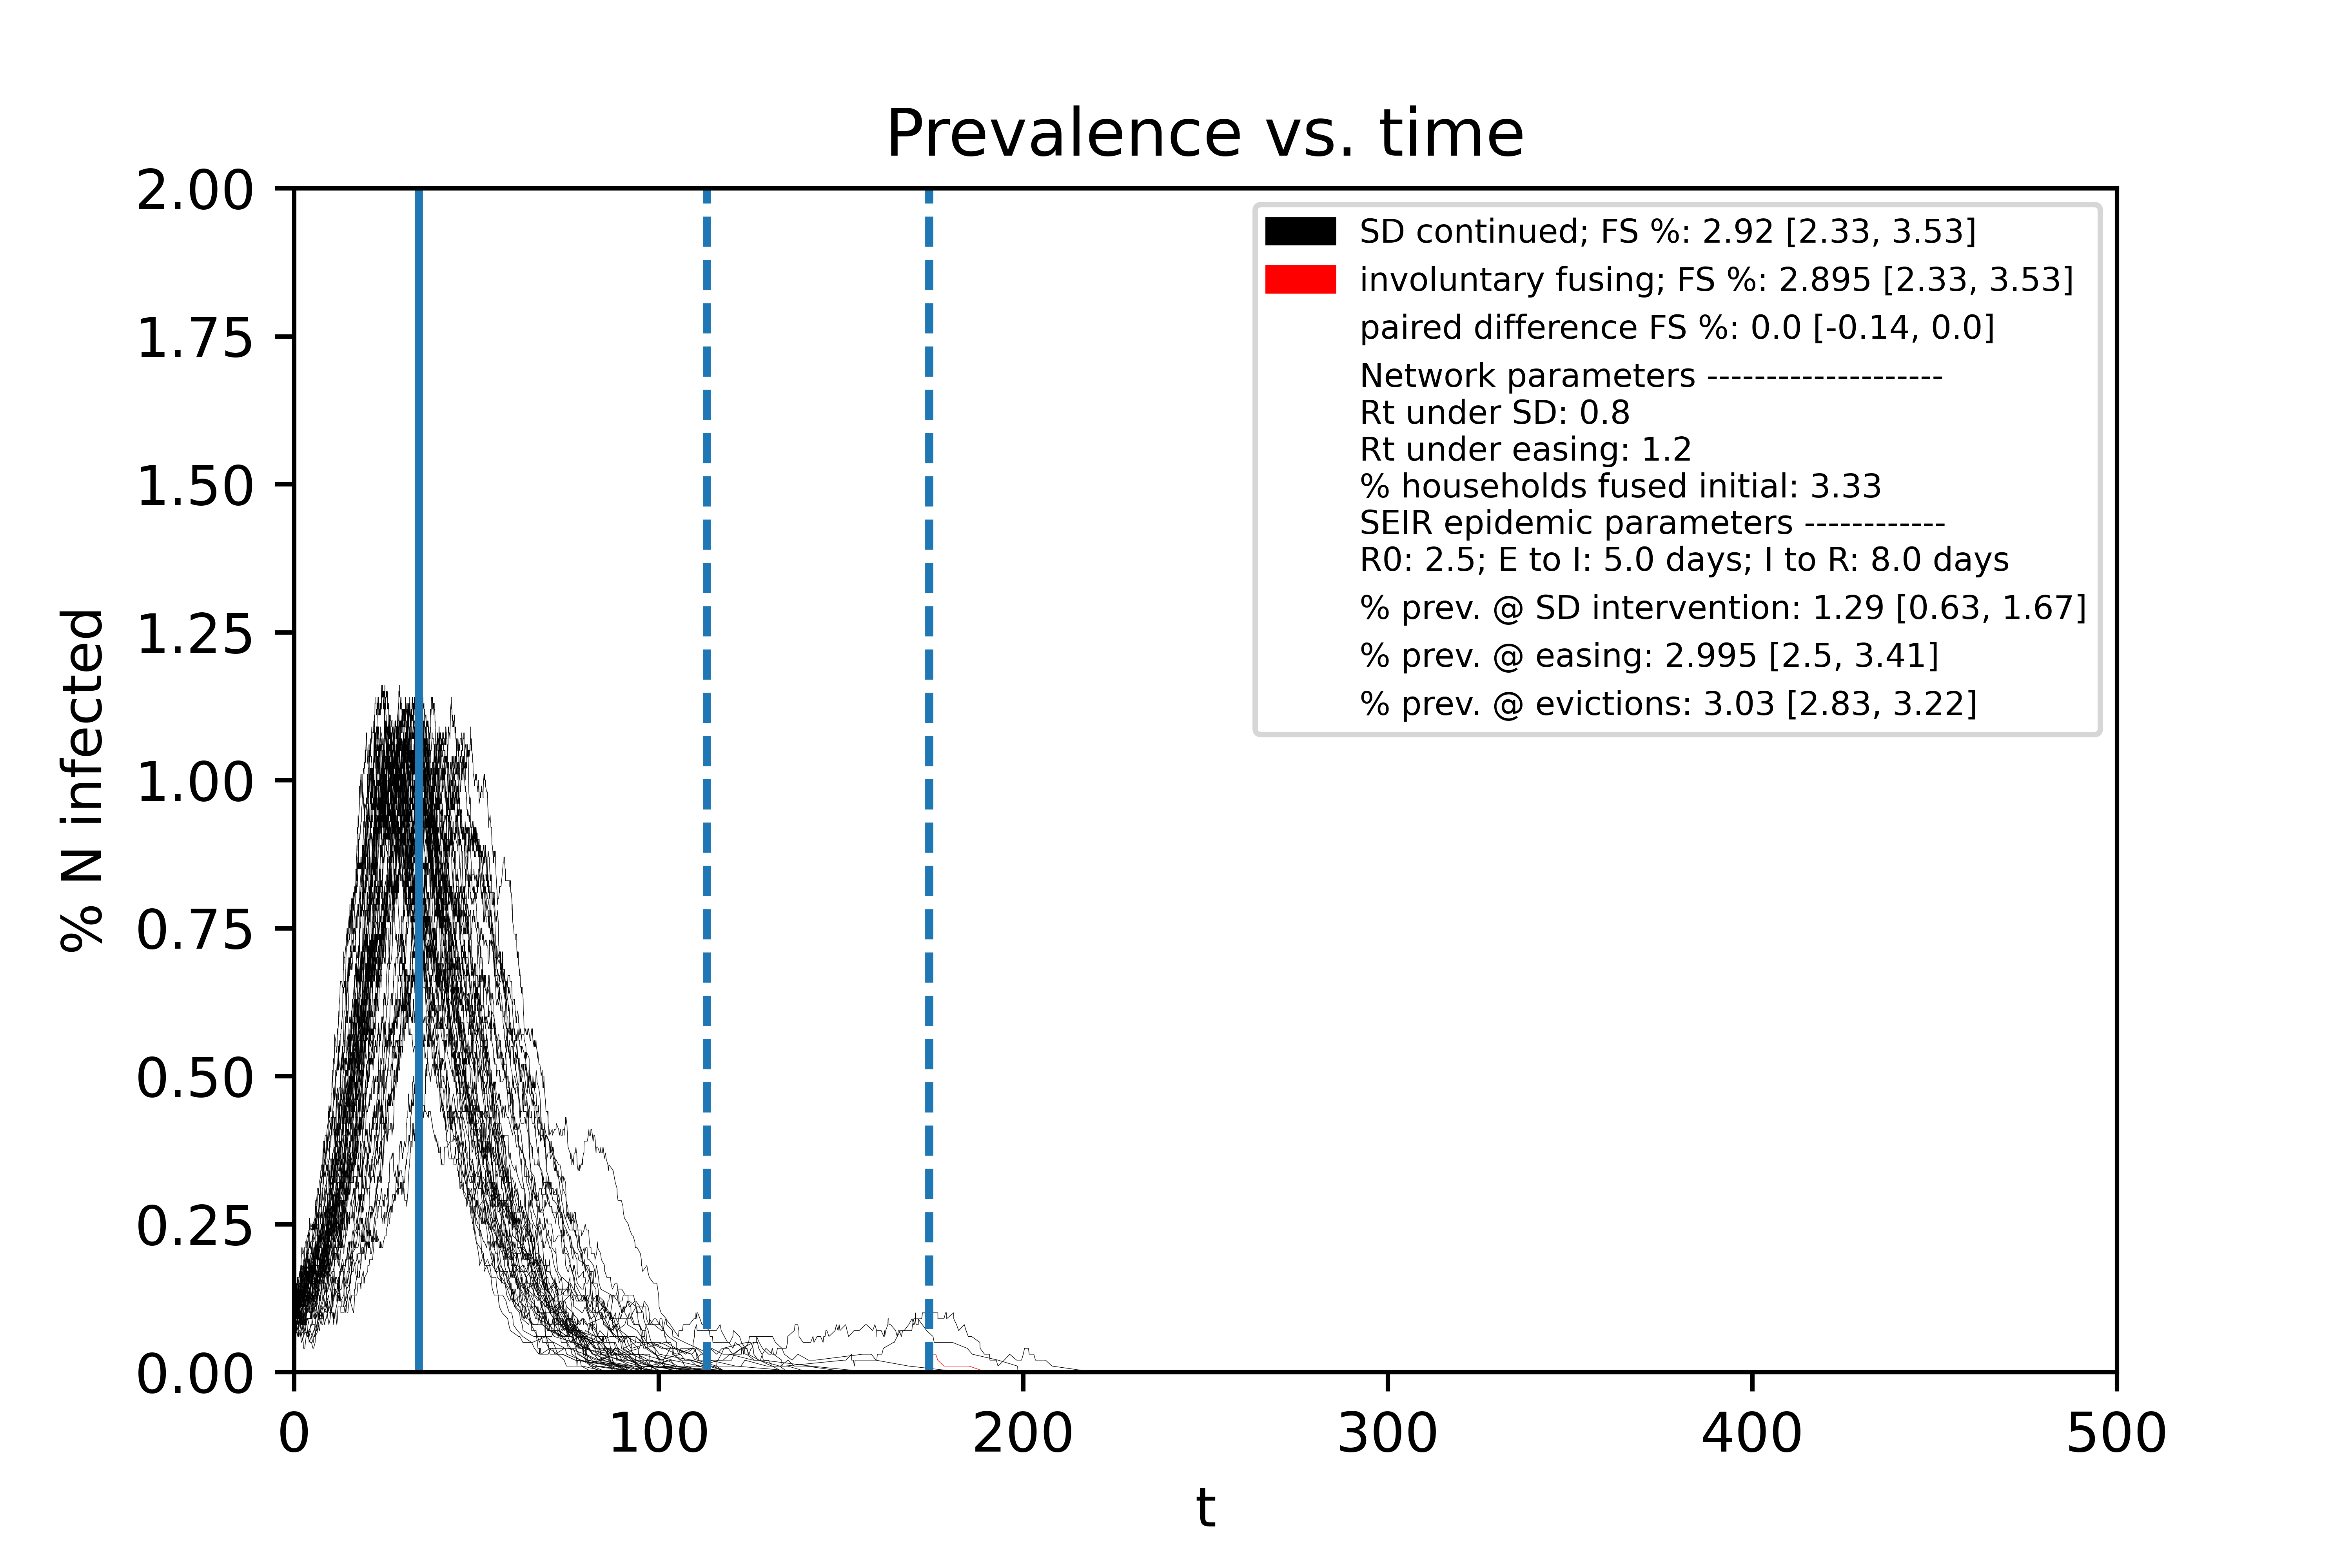 Prevalence vs. time
2.00
1.75
1.50
1.25
1.00
0.75
0.50
0.25
0.00
% N infected
0
100
200
300
400
500
t
SD continued; FS %: 2.92 [2.33, 3.53]
involuntary fusing; FS %: 2.895 [2.33, 3.53]
paired difference FS %: 0.0 [-0.14, 0.0]
Network parameters --------------------
Rt under SD: 0.8
Rt under easing: 1.2
% households fused initial: 3.33
SEIR epidemic parameters ------------
R0: 2.5; E to I: 5.0 days; I to R: 8.0 days
% prev. @ SD intervention: 1.29 [0.63, 1.67]
% prev. @ easing: 2.995 [2.5, 3.41]
% prev. @ evictions: 3.03 [2.83, 3.22]